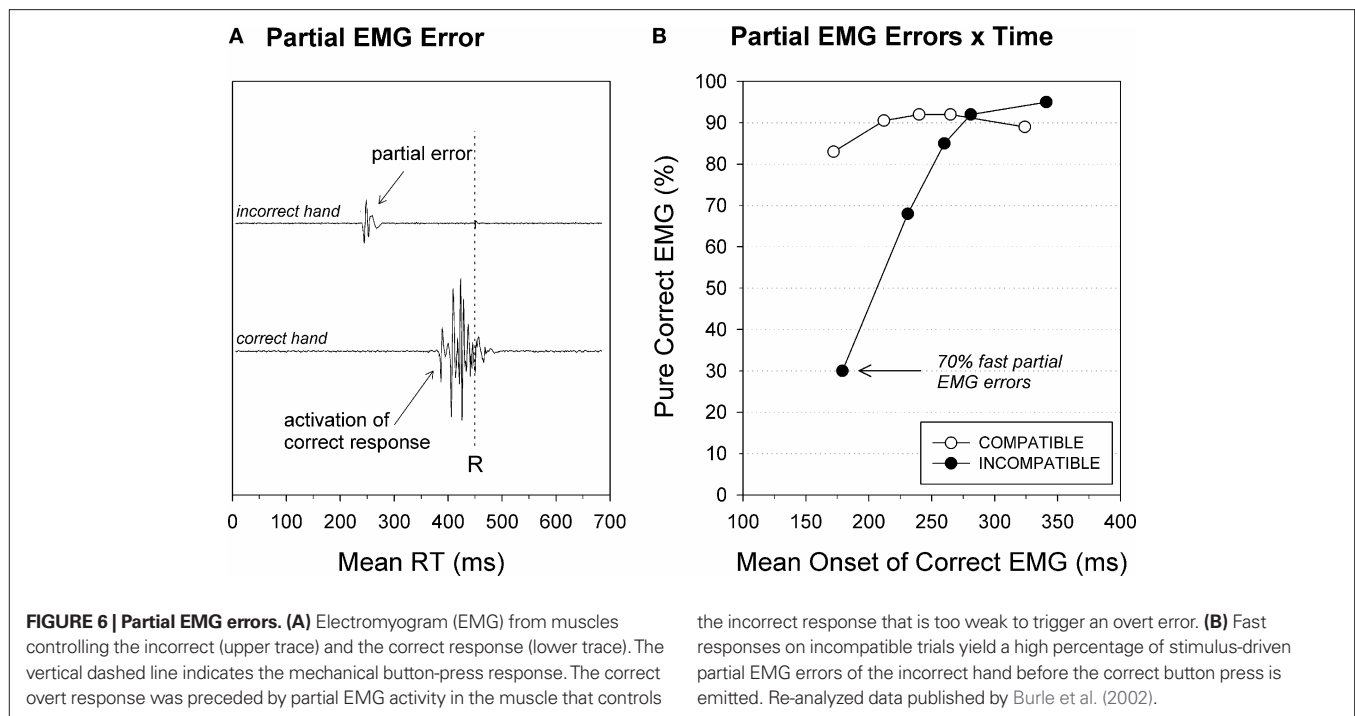 A Partial EMG Error
partial error
incorrect hand
correct hand
activation of
correct response
R
0 100 200 300 400 500 600 700
Mean RT (ms)
B Partial EMG Errors x Time
100
90
80
70
60
50
40
30
20
10
0
Pure Correct EMG (%)
70% fast partial
EMG errors
COMPATIBLE
INCOMPATIBLE
100 150 200 250 300 350 400
Mean Onset of Correct EMG (ms)
FIGURE 6 | Partial EMG errors. (A) Electromyogram (EMG) from muscles
controlling the incorrect (upper trace) and the correct response (lower trace). The
vertical dashed line indicates the mechanical button-press response. The correct
overt response was preceded by partial EMG activity in the muscle that controls
the incorrect response that is too weak to trigger an overt error. (B) Fast
responses on incompatible trials yield a high percentage of stimulus-driven
partial EMG errors of the incorrect hand before the correct button press is
emitted. Re-analyzed data published by Burle et al. (2002).